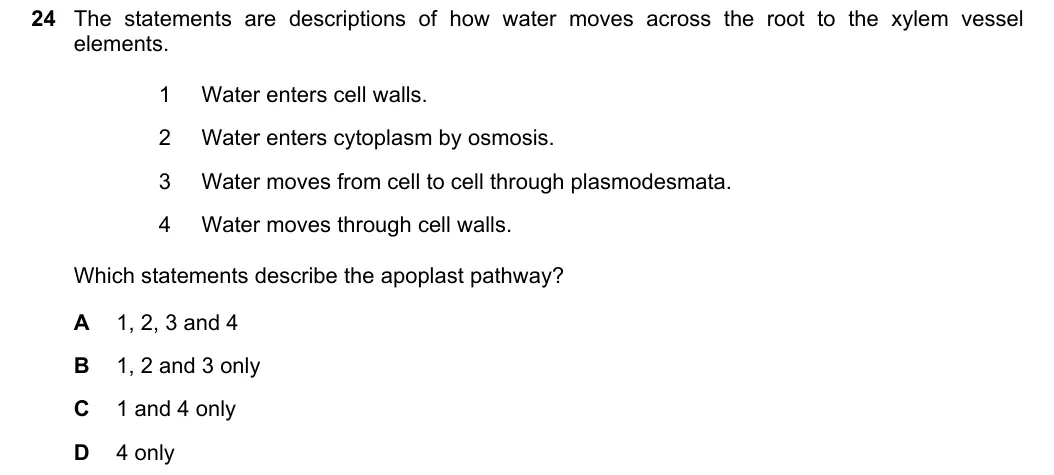 24 The statements are descriptions of how water moves across the root to the xylem vessel
elements.
1 Water enters cell walls.
2 Water enters cytoplasm by osmosis.
3 Water moves from cell to cell through plasmodesmata.
4 Water moves through cell walls.
Which statements describe the apoplast pathway?
A 1, 2, 3 and 4
B 1, 2 and 3 only
C 1 and 4 only
D 4 only